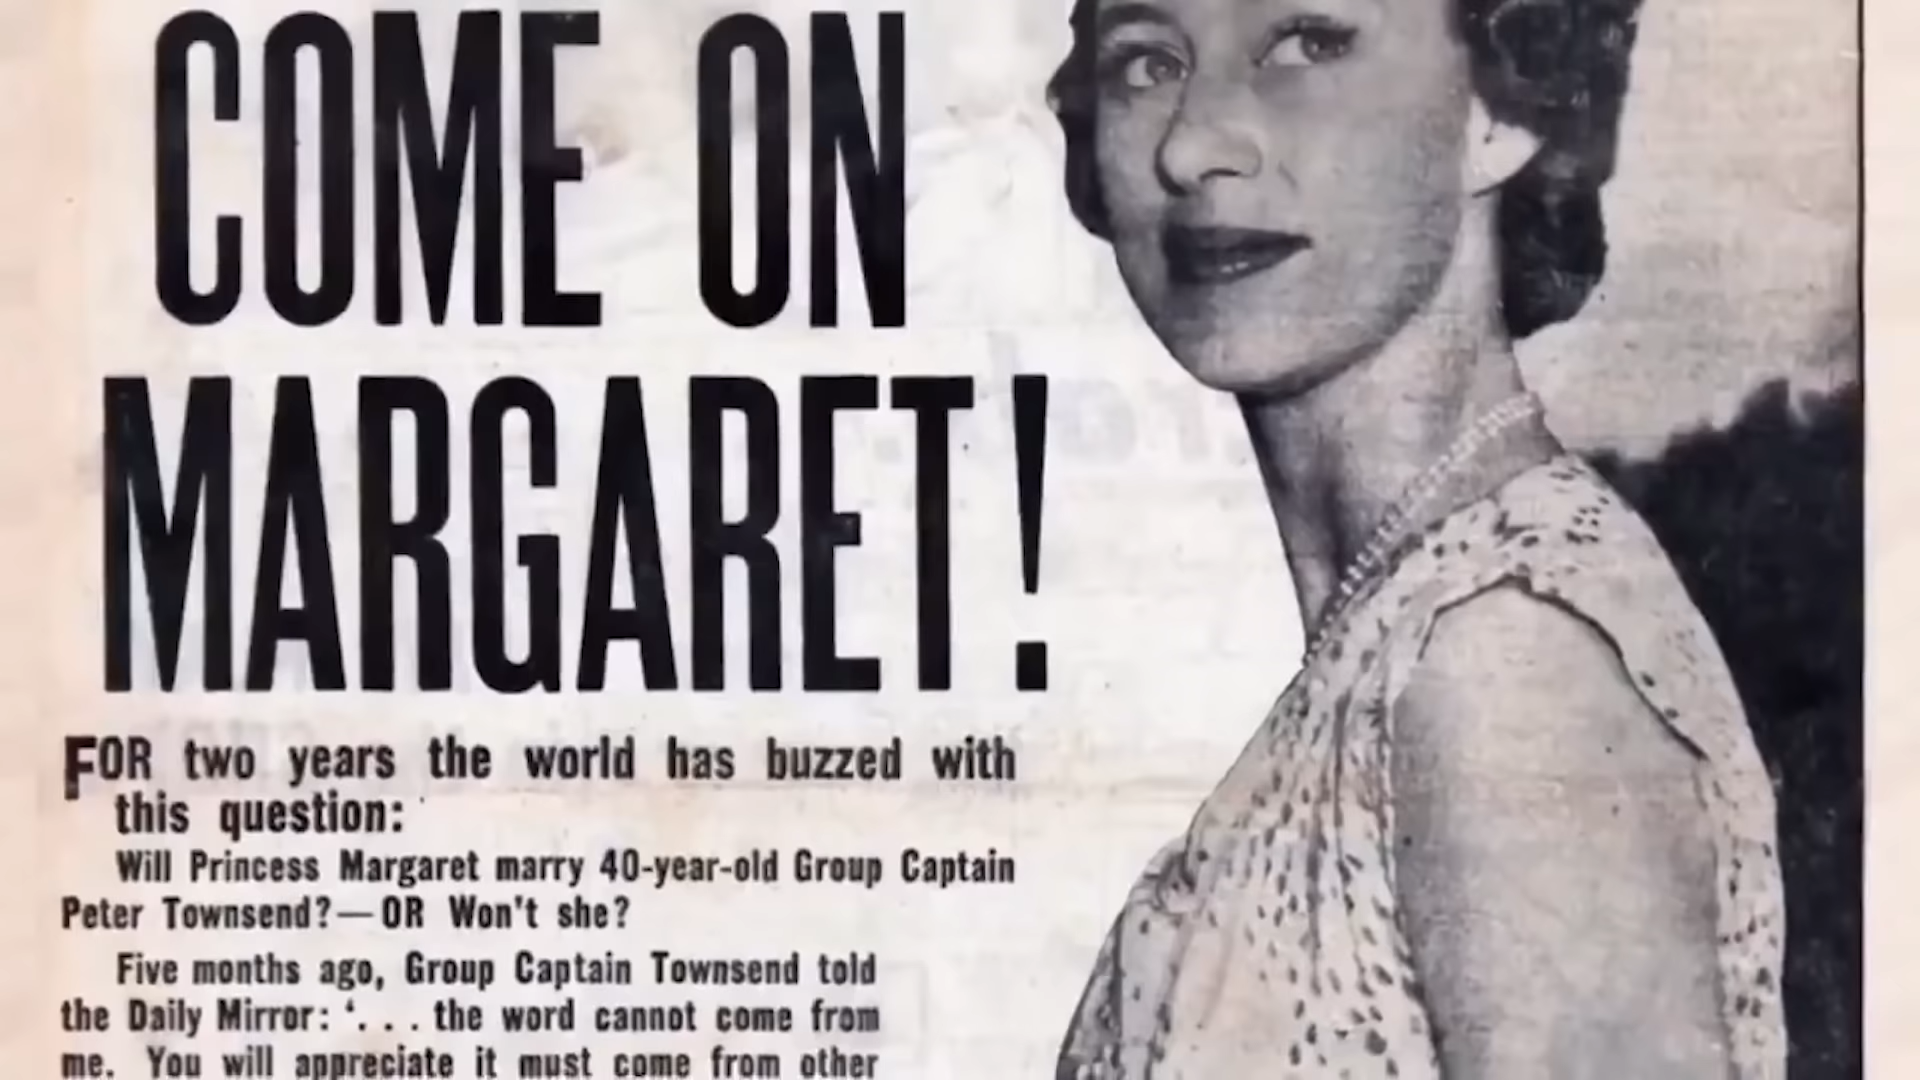 COME ON
MARGARET!
FOR two years the world has buzzed with
this question:
Will Princess Margaret marry 40-year-old Group Captain
Peter Townsend?—OR Won't she?
Five months ago, Group Captain Townsend told
the Daily Mirror: ‘. . . the word cannot come from
me. You will appreciate it must come from other